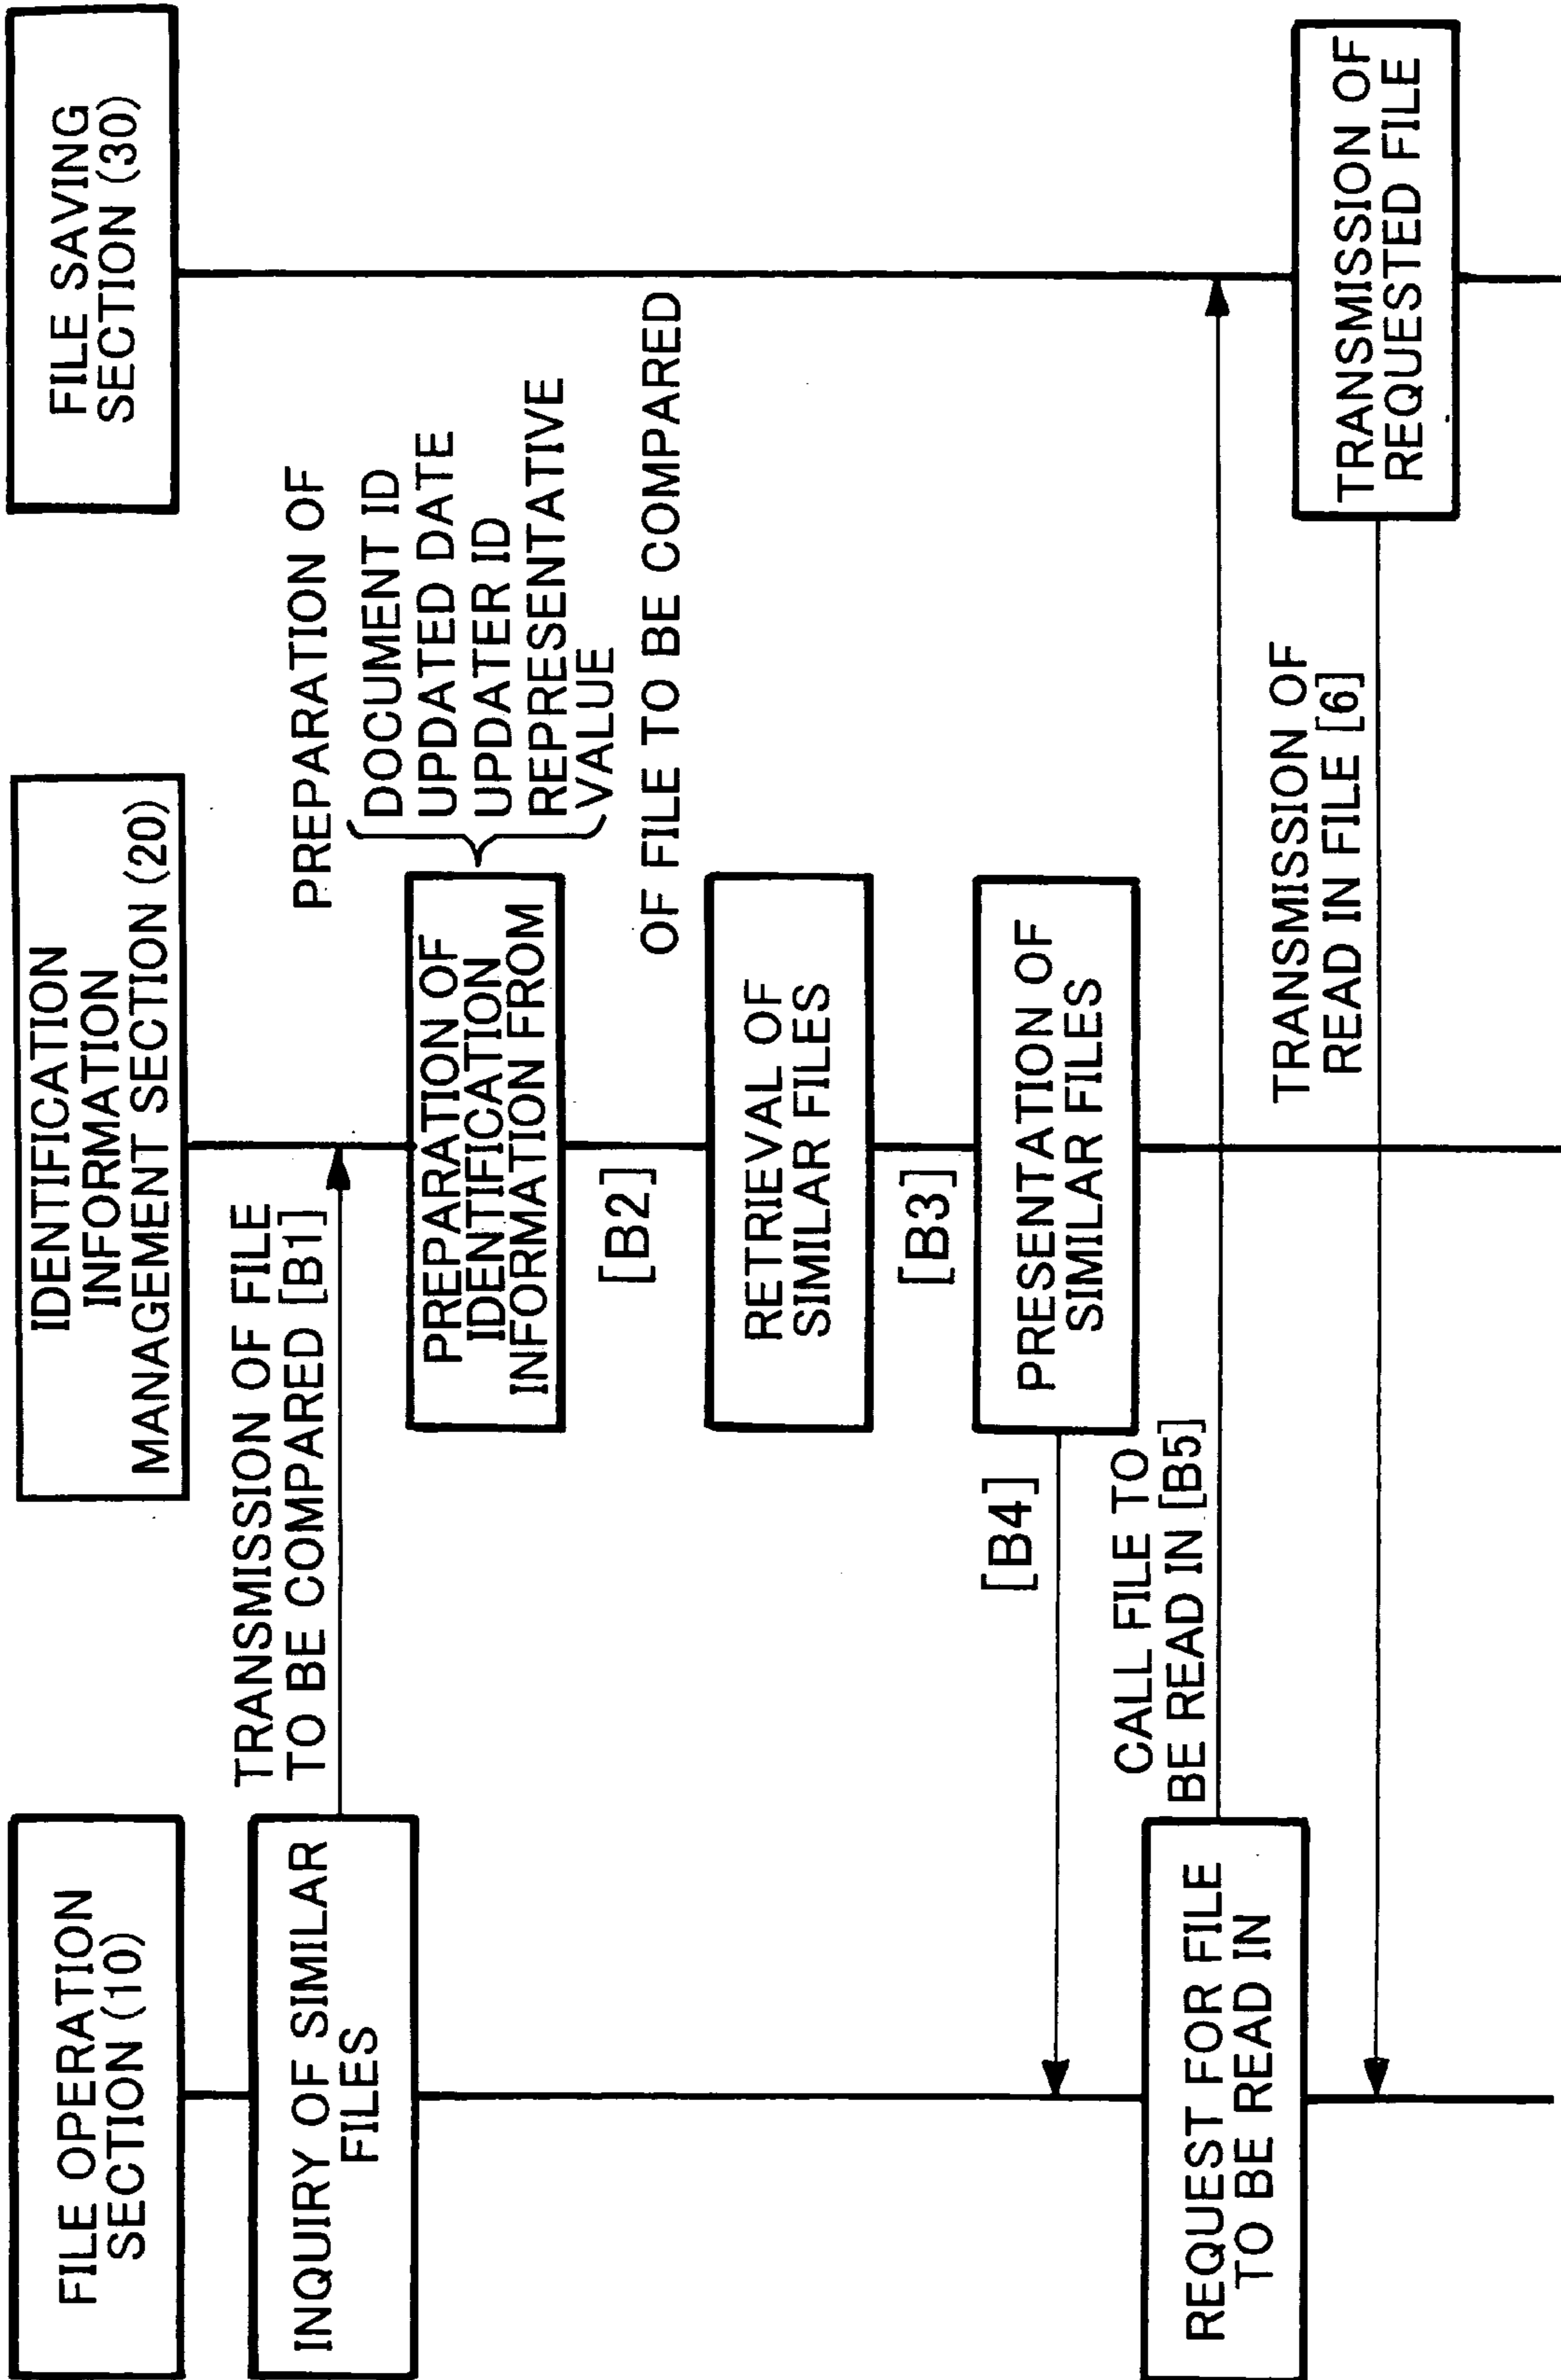 FILE OPERATION
SECTION (10)
IDENTIFICATION
INFORMATION
MANAGEMENT SECTION (20)
FILE SAVING
SECTION (30)
INQUIRY OF SIMILAR
FILES
TRANSMISSION OF FILE
TO BE COMPARED [B1]
PREPARATION OF
IDENTIFICATION
INFORMATION FROM
PREPARATION OF
DOCUMENT ID
UPDATED DATE
UPDATER ID
REPRESENTATIVE
VALUE
OF FILE TO BE COMPARED
[B2]
RETRIEVAL OF
SIMILAR FILES
[B3]
PRESENTATION OF
SIMILAR FILES
[B4]
CALL FILE TO
BE READ IN [B5]
REQUEST FOR FILE
TO BE READ IN
TRANSMISSION OF
READ IN FILE [6]
TRANSMISSION OF
REQUESTED FILE